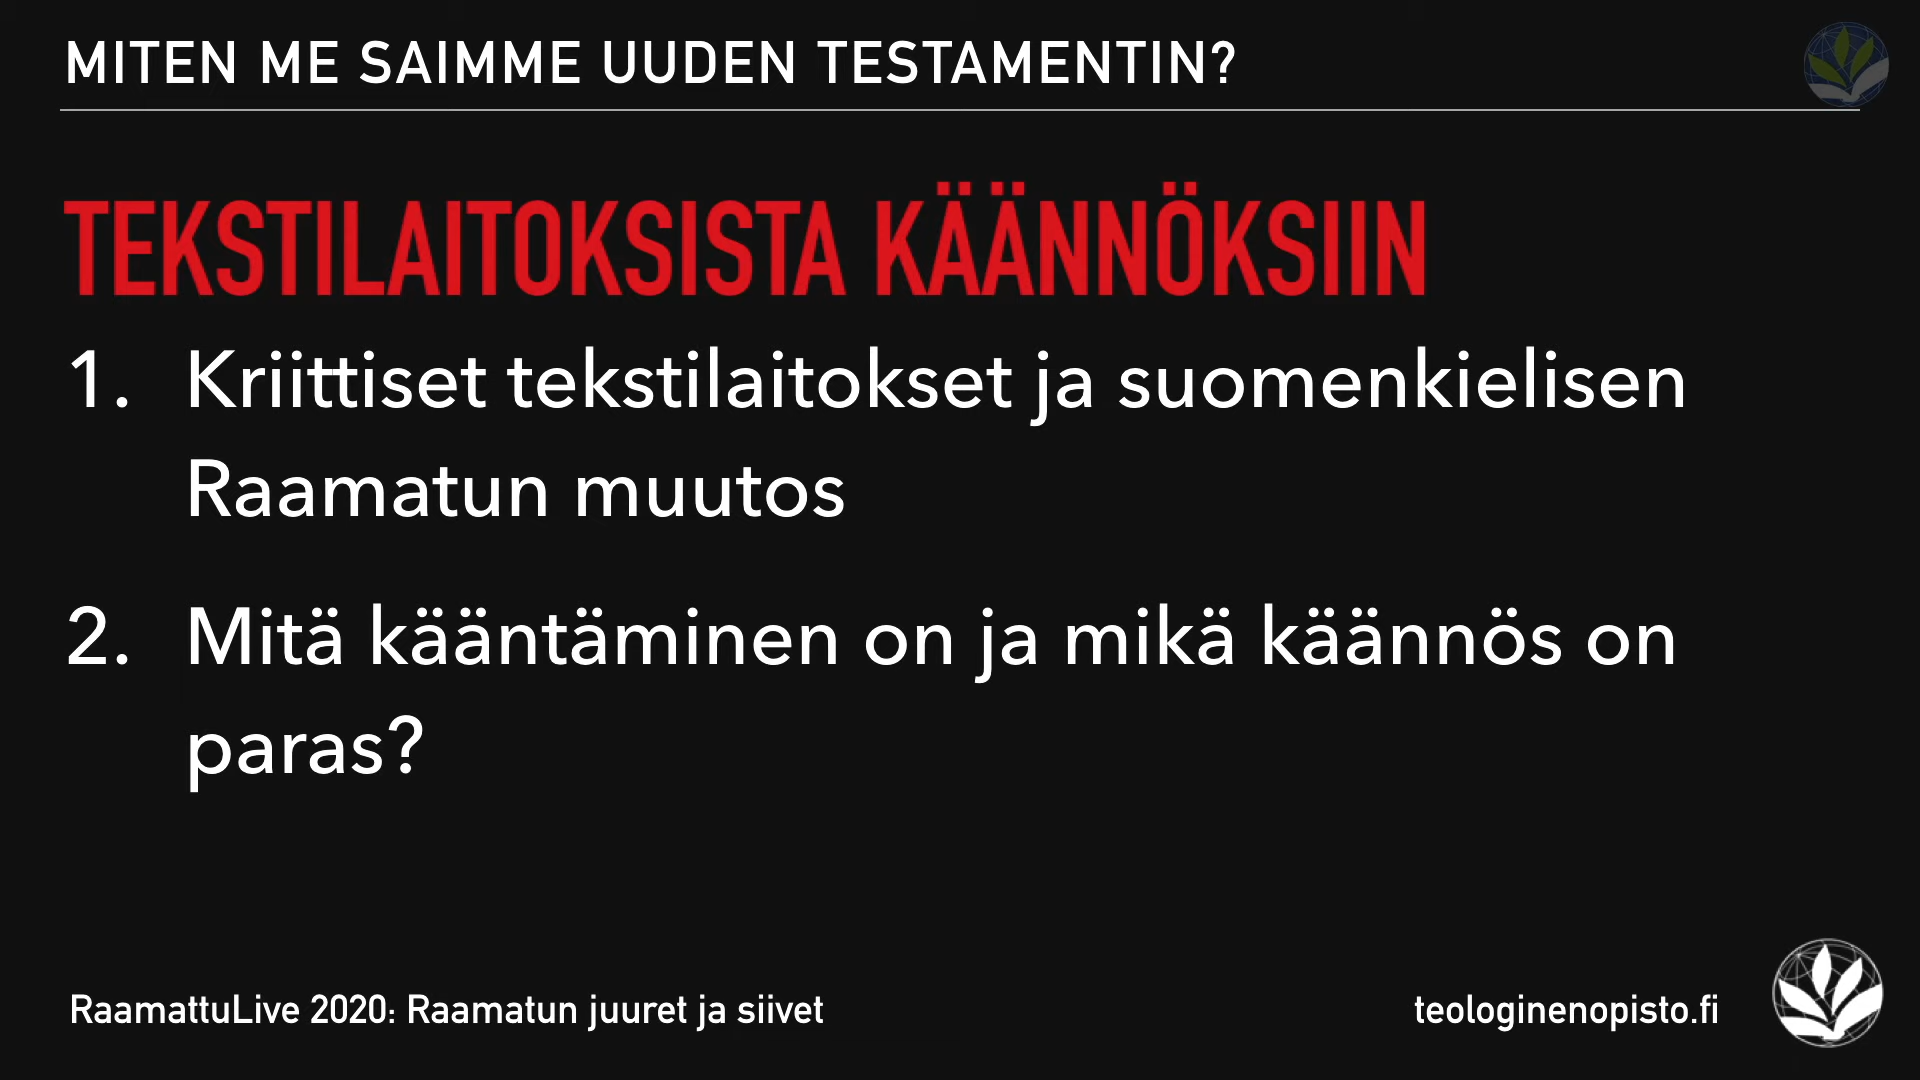 MITEN ME SAIMME UUDEN TESTAMENTIN?
TEKSTILAITOKSISTA KÄÄNNÖKSIIN
1. Kriittiset tekstilaitokset ja suomenkielisen
Raamatun muutos
2. Mitä kääntäminen on ja mikä käännös on
paras?
RaamattuLive 2020: Raamatun juuret ja siivet
teologinenopisto.fi